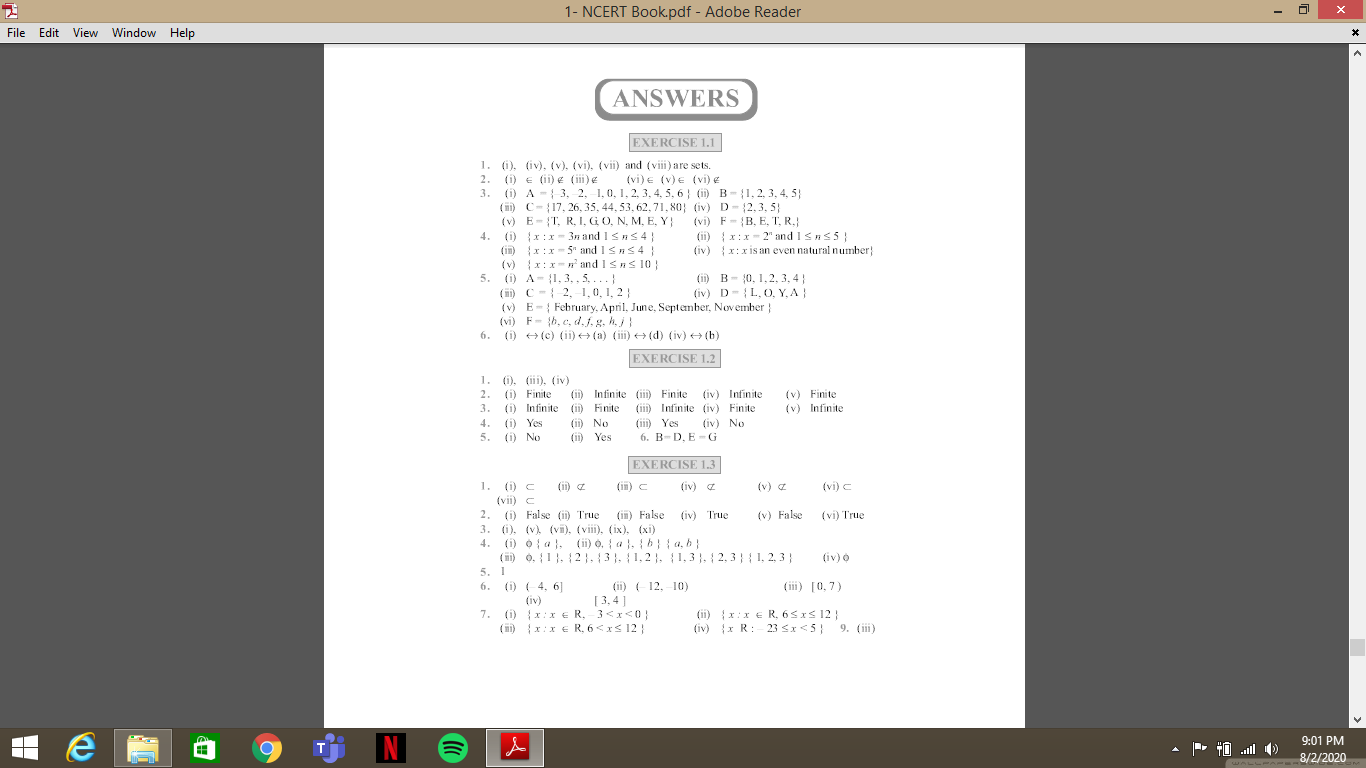 1- NCERT Book.pdf - Adobe Reader
File Edit View Window Help
ANSWERS
EXERCISE 1.1
1. (i), (iv), (v), (vi), (vii) and (viii) are sets.
2. (i) ∈ (ii) ∉ (iii) ∉ (vi) ∈ (v) ∈ (vi) ∉
3. (i) A = {–3, –2, –1, 0, 1, 2, 3, 4, 5, 6 } (ii) B = {1, 2, 3, 4, 5}
(iii) C = {17, 26, 35, 44, 53, 62, 71, 80} (iv) D = {2, 3, 5}
(v) E = {T, R, I, G, O, N, M, E, Y} (vi) F = {B, E, T, R,}
4. (i) { x : x = 3n and 1 ≤ n ≤ 4 } (ii) { x : x = 2ⁿ and 1 ≤ n ≤ 5 }
(iii) { x : x = 5ⁿ and 1 ≤ n ≤ 4 } (iv) { x : x is an even natural number}
(v) { x : x = n² and 1 ≤ n ≤ 10 }
5. (i) A = {1, 3, , 5, . . . } (ii) B = {0, 1, 2, 3, 4 }
(iii) C = { –2, –1, 0, 1, 2 } (iv) D = { L, O, Y, A }
(v) E = { February, April, June, September, November }
(vi) F = {b, c, d, f, g, h, j }
6. (i) ↔ (c) (ii) ↔ (a) (iii) ↔ (d) (iv) ↔ (b)
EXERCISE 1.2
1. (i), (iii), (iv)
2. (i) Finite (ii) Infinite (iii) Finite (iv) Infinite (v) Finite
3. (i) Infinite (ii) Finite (iii) Infinite (iv) Finite (v) Infinite
4. (i) Yes (ii) No (iii) Yes (iv) No
5. (i) No (ii) Yes 6. B= D, E = G
EXERCISE 1.3
1. (i) ⊂ (ii) ⊄ (iii) ⊂ (iv) ⊄ (v) ⊄ (vi) ⊂
(vii) ⊂
2. (i) False (ii) True (iii) False (iv) True (v) False (vi) True
3. (i), (v), (vii), (viii), (ix), (xi)
4. (i) φ { a }, (ii) φ, { a }, { b } { a, b }
(iii) φ, { 1 }, { 2 }, { 3 }, { 1, 2 }, { 1, 3 }, { 2, 3 } { 1, 2, 3 } (iv) φ
5. 1
6. (i) (– 4, 6] (ii) (– 12, –10) (iii) [ 0, 7 )
(iv) [ 3, 4 ]
7. (i) { x : x ∈ R, – 3 < x < 0 } (ii) { x : x ∈ R, 6 ≤ x ≤ 12 }
(iii) { x : x ∈ R, 6 < x ≤ 12 } (iv) { x R : – 23 ≤ x < 5 } 9. (iii)
9:01 PM
8/2/2020